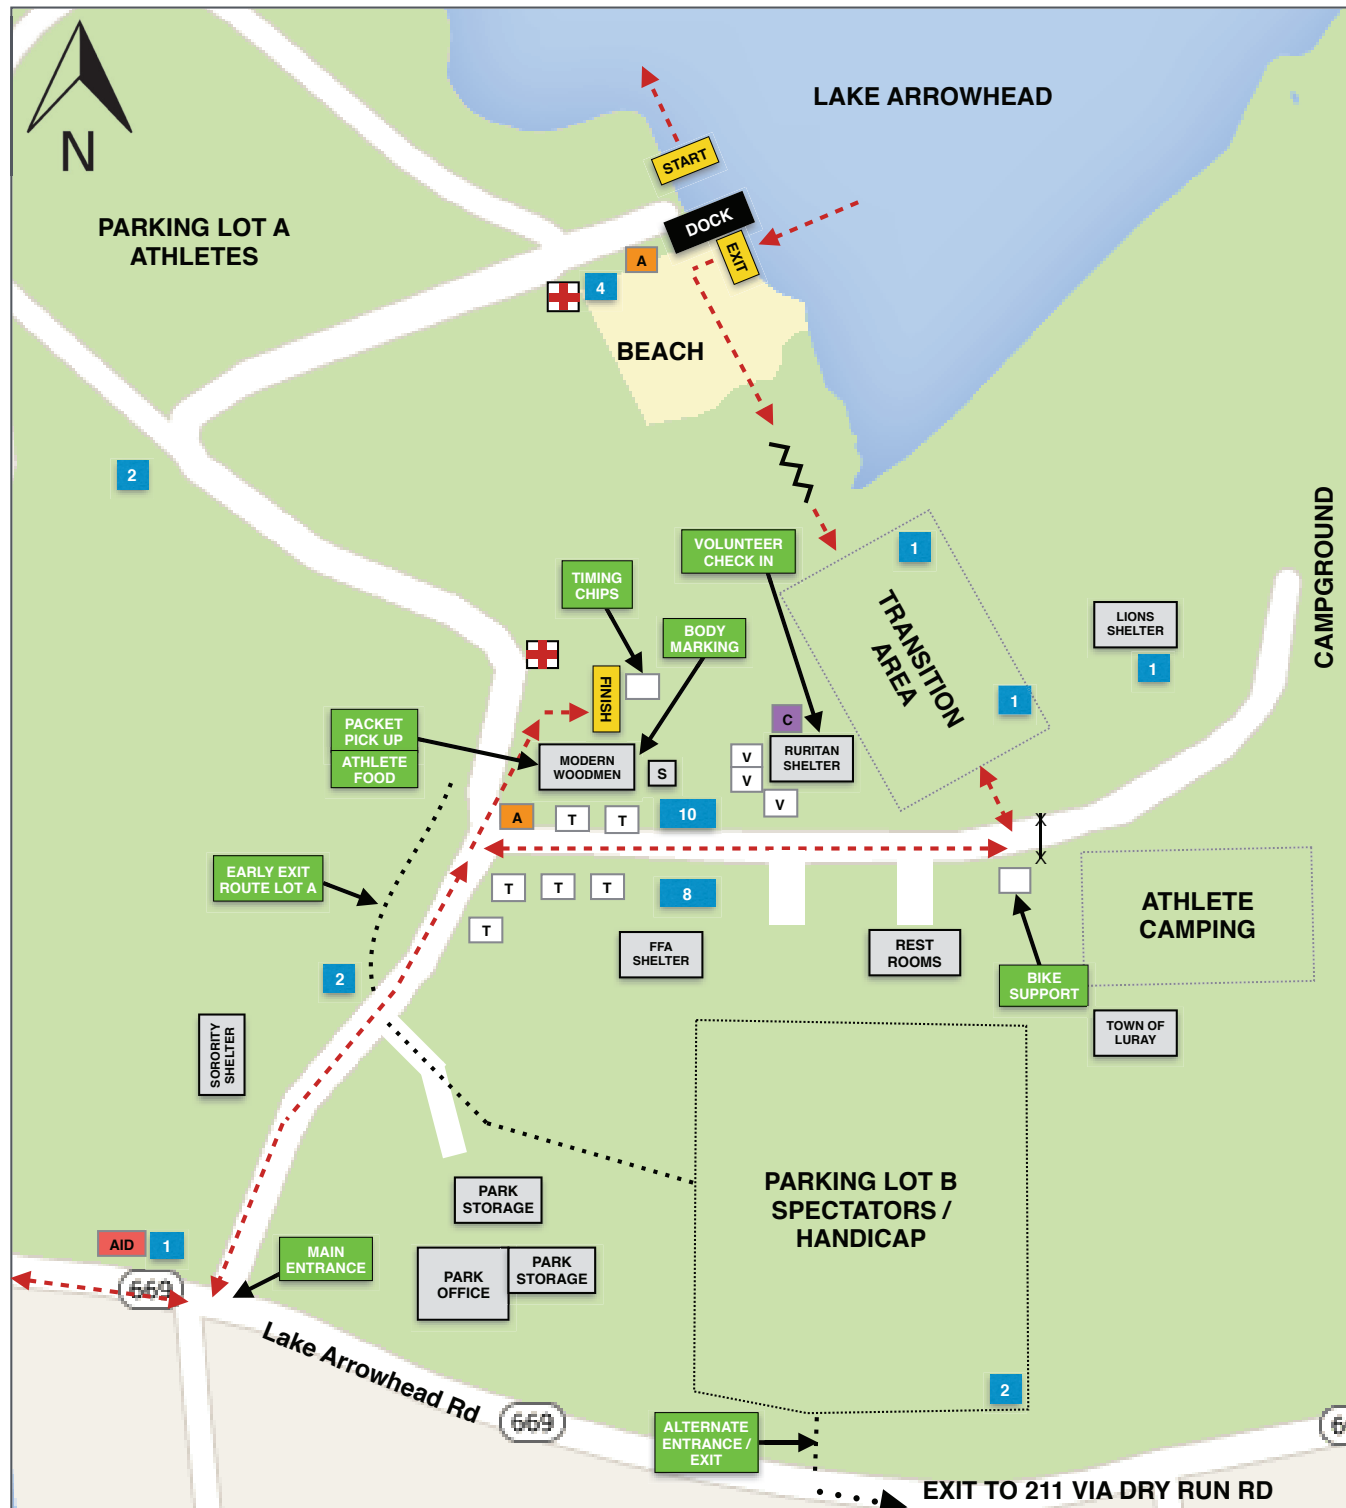 LAKE ARROWHEAD
N
START
DOCK
EXIT
PARKING LOT A
ATHLETES
A
4
BEACH
2
CAMPGROUND
VOLUNTEER
CHECK IN
1
TIMING
CHIPS
TRANSITION
AREA
LIONS
SHELTER
1
BODY
MARKING
FINISH
1
PACKET
PICK UP
ATHLETE
FOOD
C
MODERN
WOODMEN
S
V
V
V
RURITAN
SHELTER
A
T
T
10
EARLY EXIT
ROUTE LOT A
T
T
T
8
T
FFA
SHELTER
REST
ROOMS
ATHLETE
CAMPING
X
X
BIKE
SUPPORT
2
SORORITY
SHELTER
TOWN OF
LURAY
PARKING LOT B
SPECTATORS /
HANDICAP
PARK
STORAGE
AID
1
MAIN
ENTRANCE
PARK
OFFICE
PARK
STORAGE
669
Lake Arrowhead Rd
669
2
ALTERNATE
ENTRANCE /
EXIT
EXIT TO 211 VIA DRY RUN RD